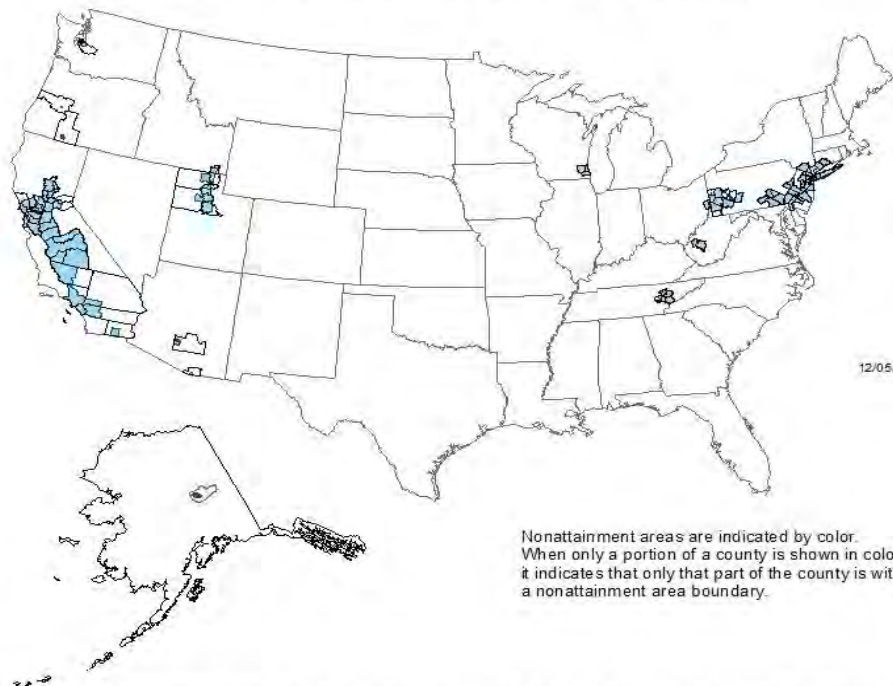 12/05/
Nonattainment areas are indicated by color.
When only a portion of a county is shown in colo
it indicates that only that part of the county is wit
a nonattainment area boundary.